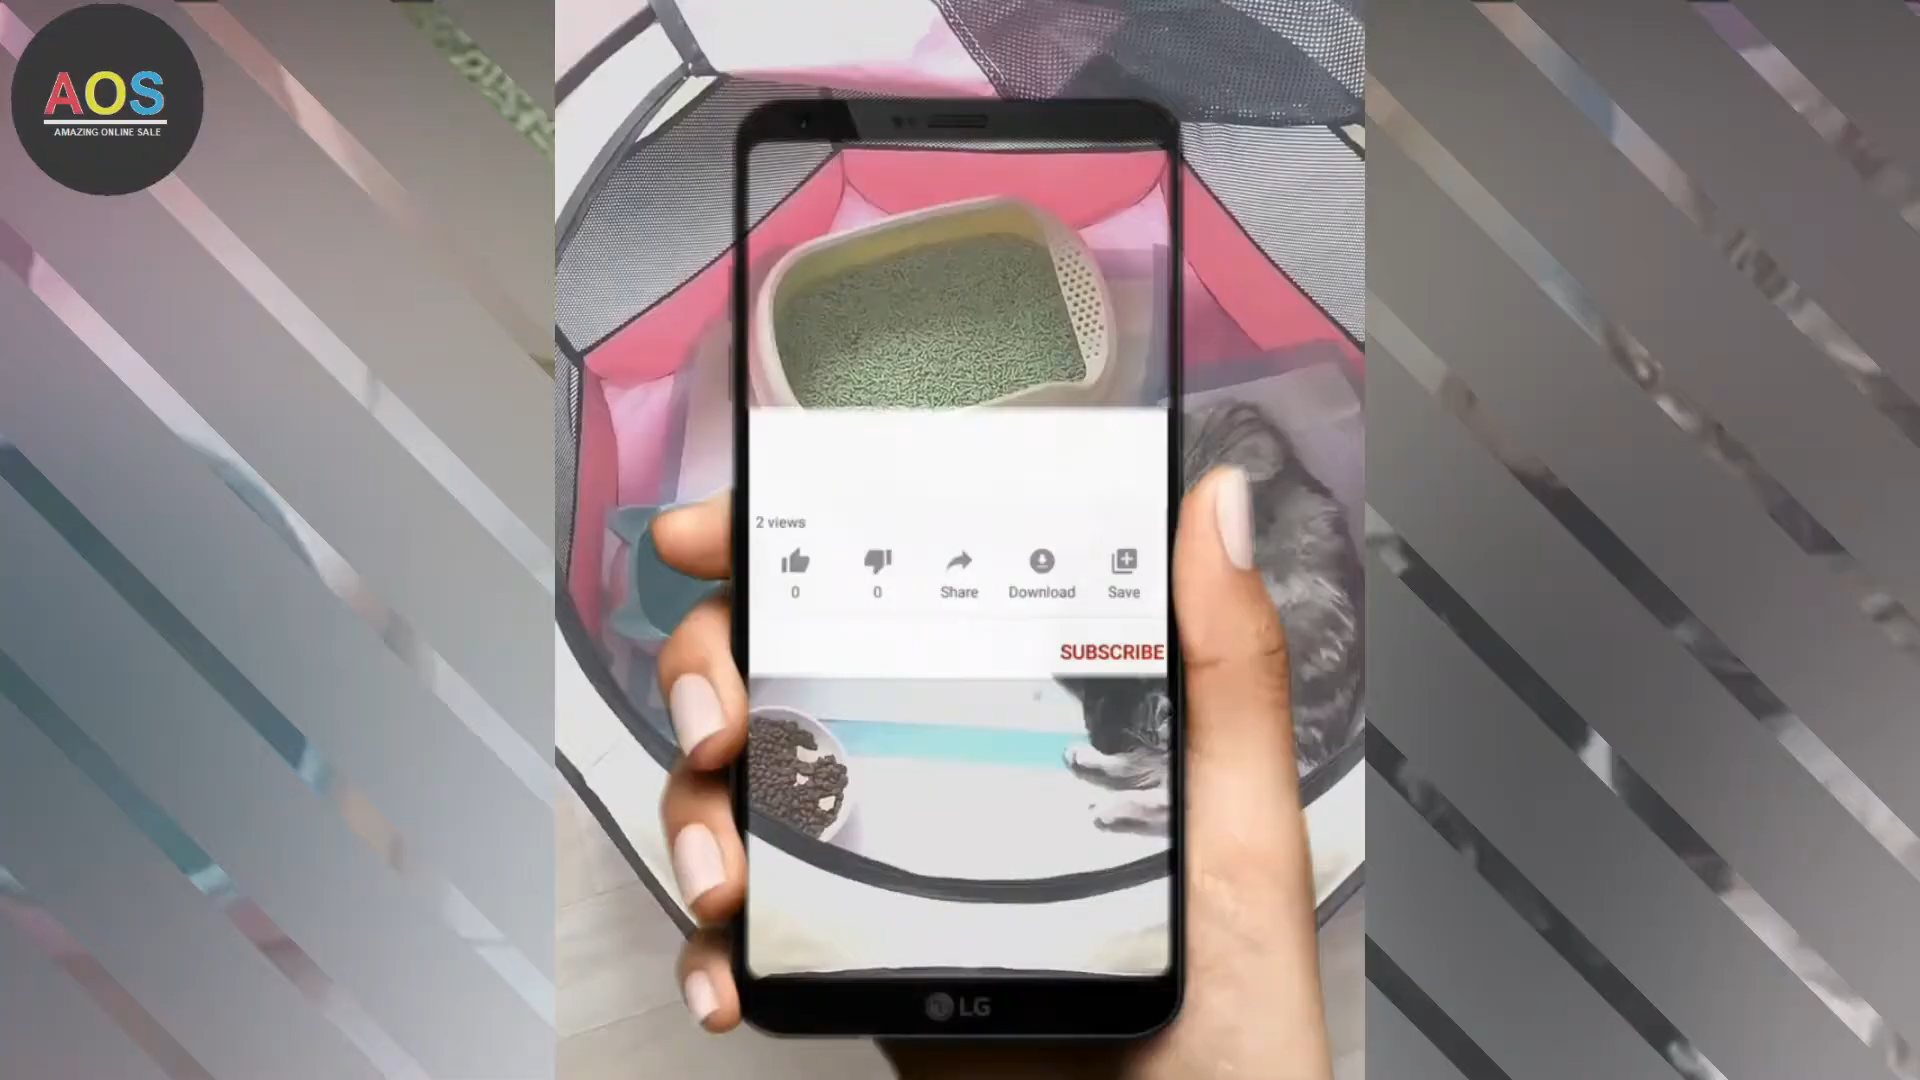 AOS
AMAZING ONLINE SALE
2 views
0
0
Share
Download
Save
SUBSCRIBE
LG